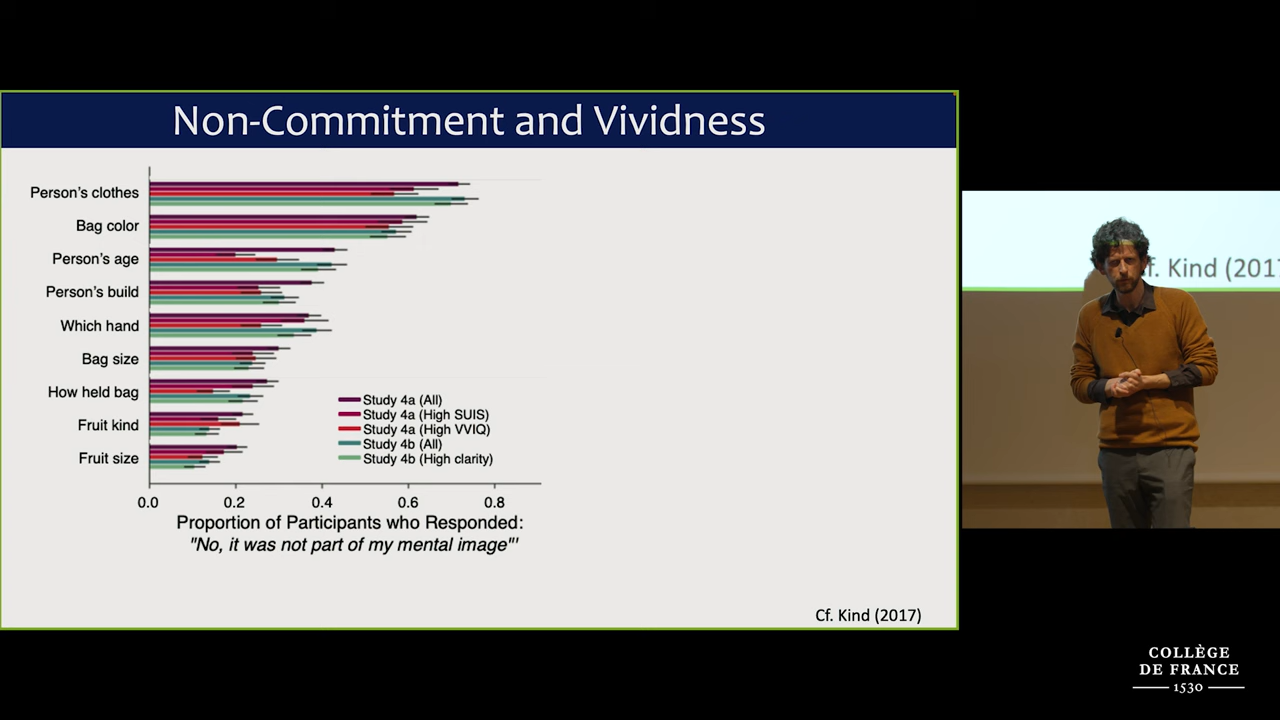 Non-Commitment and Vividness
Person's clothes
Bag color
Person's age
Person's build
Which hand
Bag size
How held bag
Fruit kind
Fruit size
Study 4a (All)
Study 4a (High SUIS)
Study 4a (High VVIQ)
Study 4b (All)
Study 4b (High clarity)
0.0 0.2 0.4 0.6 0.8
Proportion of Participants who Responded:
"No, it was not part of my mental image"'
Cf. Kind (2017)
f. Kind (201
COLLÈGE
DE FRANCE
1530